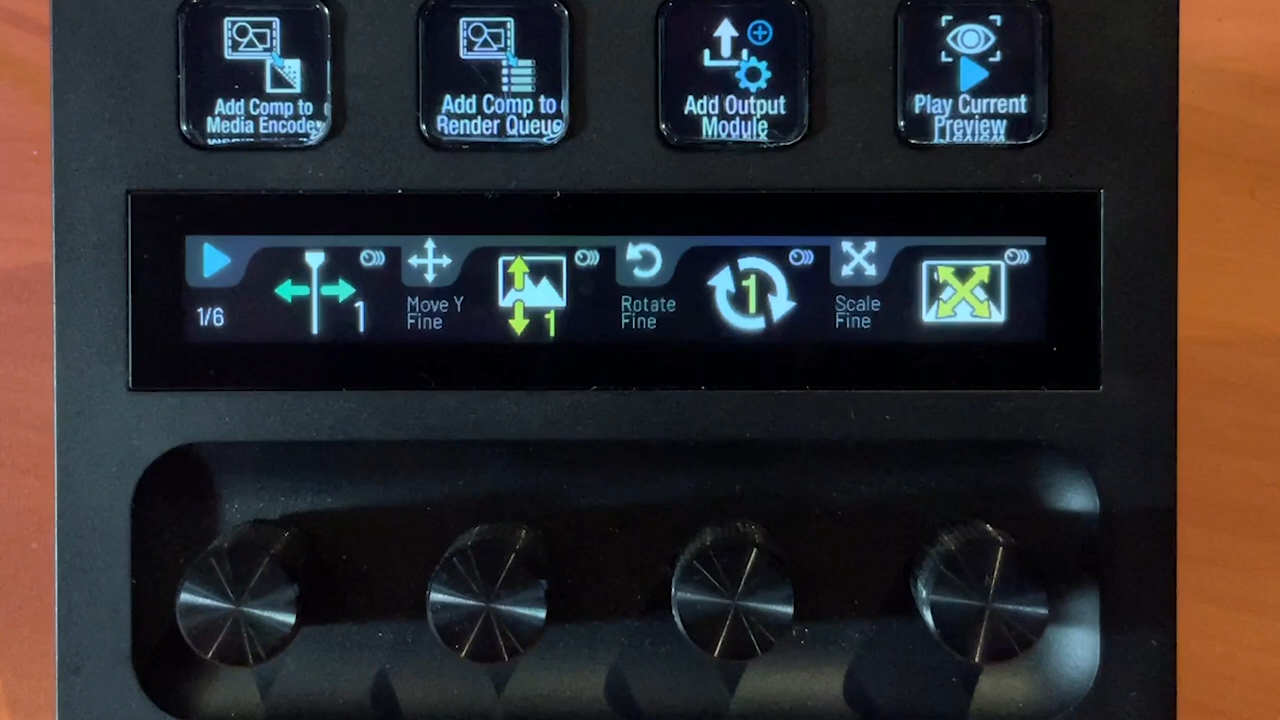 Add Comp to
Media Encode
Add Comp to
Render Queue
Add Output
Module
Play Current
Preview
1/6
1
Move Y
Fine
1
Rotate
Fine
1
Scale
Fine